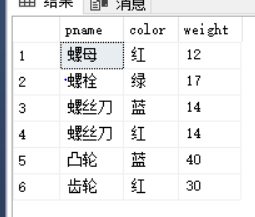 结果 消息
pname color weight
1 螺母 红 12
2 螺栓 绿 17
3 螺丝刀 蓝 14
4 螺丝刀 红 14
5 凸轮 蓝 40
6 齿轮 红 30